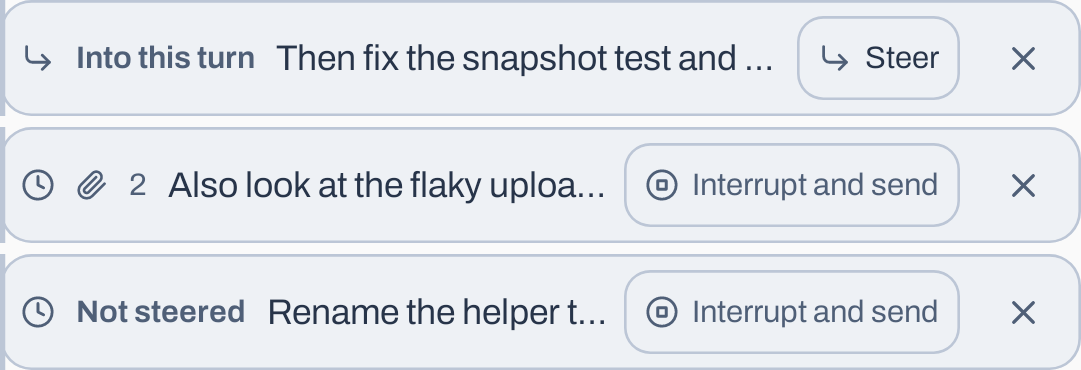 Into this turn Then fix the snapshot test and ... Steer
2 Also look at the flaky uploa... Interrupt and send
Not steered Rename the helper t... Interrupt and send